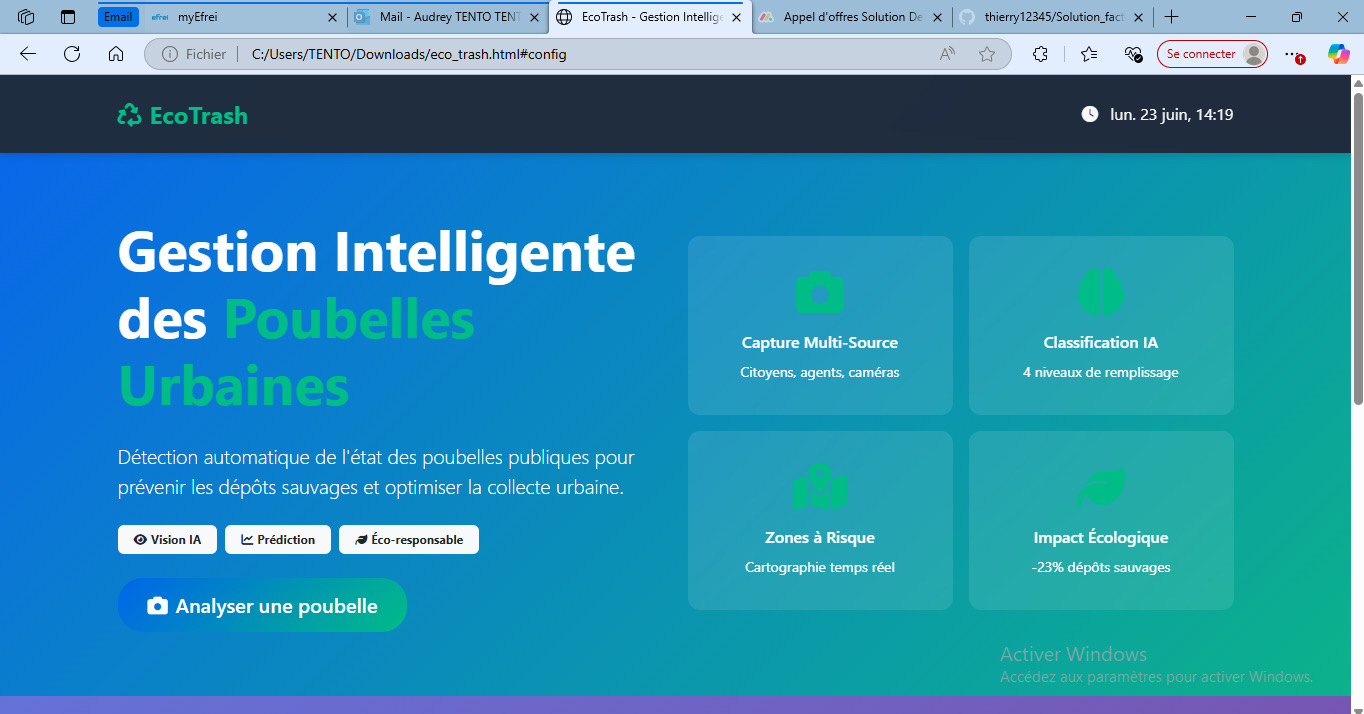 Email
efrei myEfrei
Mail - Audrey TENTO TENT
EcoTrash - Gestion Intellige
Appel d'offres Solution De
thierry12345/Solution_fact
Fichier
C:/Users/TENTO/Downloads/eco_trash.html#config
Se connecter
EcoTrash
lun. 23 juin, 14:19
Gestion Intelligente
des Poubelles
Urbaines
Détection automatique de l'état des poubelles publiques pour
prévenir les dépôts sauvages et optimiser la collecte urbaine.
Vision IA
Prédiction
Éco-responsable
Analyser une poubelle
Capture Multi-Source
Citoyens, agents, caméras
Classification IA
4 niveaux de remplissage
Zones à Risque
Cartographie temps réel
Impact Écologique
-23% dépôts sauvages
Activer Windows
Accédez aux paramètres pour activer Windows.